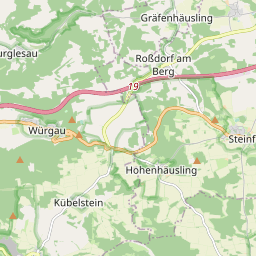 Gräfenhäusling
urglesau
Roßdorf am
Berg
19
Würgau
Steinf
Hohenhäusling
Kübelstein